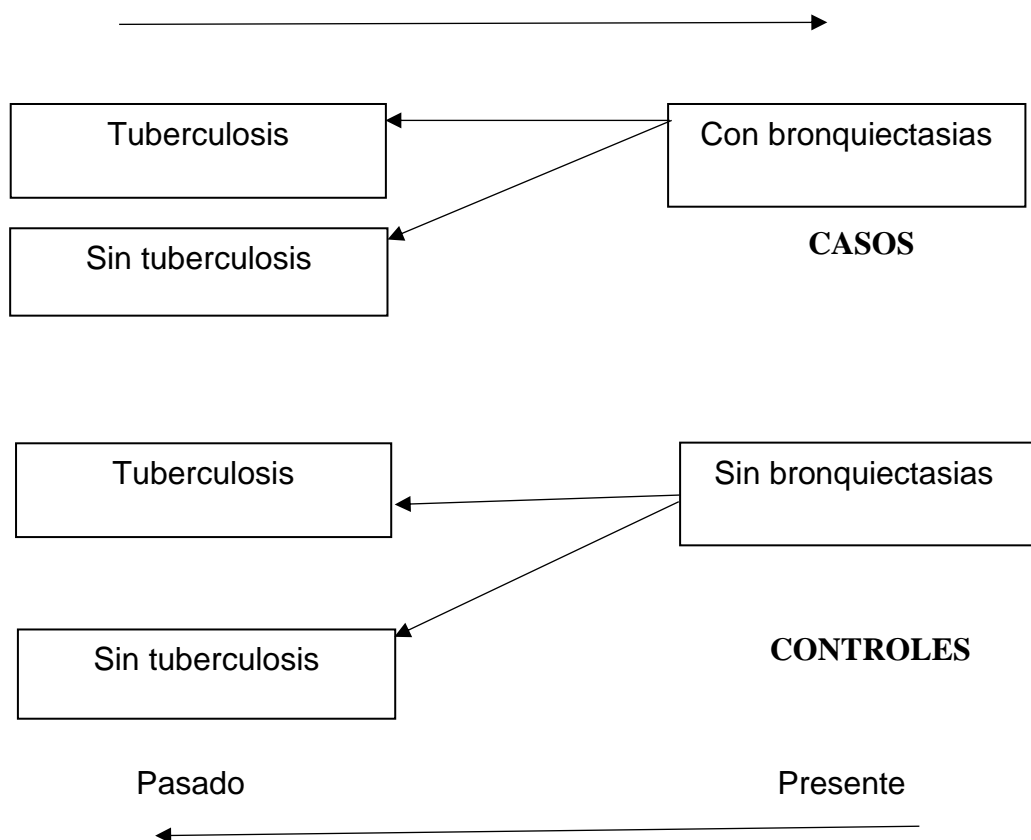 Tuberculosis
Con bronquiectasias
Sin tuberculosis
CASOS
Tuberculosis
Sin bronquiectasias
Sin tuberculosis
CONTROLES
Pasado
Presente